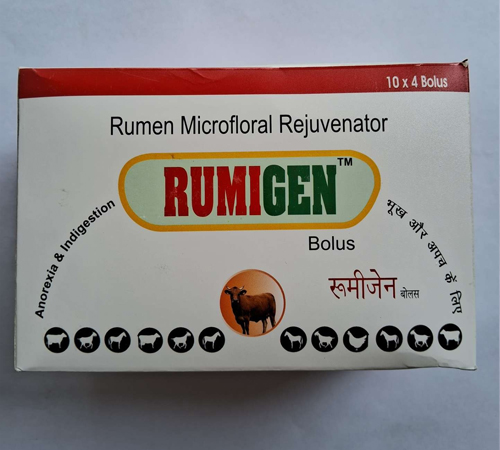 10 x 4 Bolus
Rumen Microfloral Rejuvenator
RUMIGEN™
Bolus
Anorexia & Indigestion
भूख और अपच के लिए
रूमीजेन बोलस